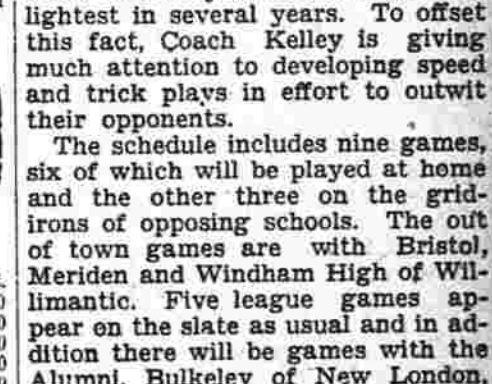 lightest in several years. To offset
this fact, Coach Kelley is giving
much attention to developing speed
and trick plays in effort to outwit
their opponents.
The schedule includes nine games,
six of which will be played at home
and the other three on the grid-
irons of opposing schools. The out
of town games are with Bristol,
Meriden and Windham High of Wil-
limantic. Five league games ap-
pear on the slate as usual and in ad-
dition there will be games with the
Alumni, Bulkeley of New London,